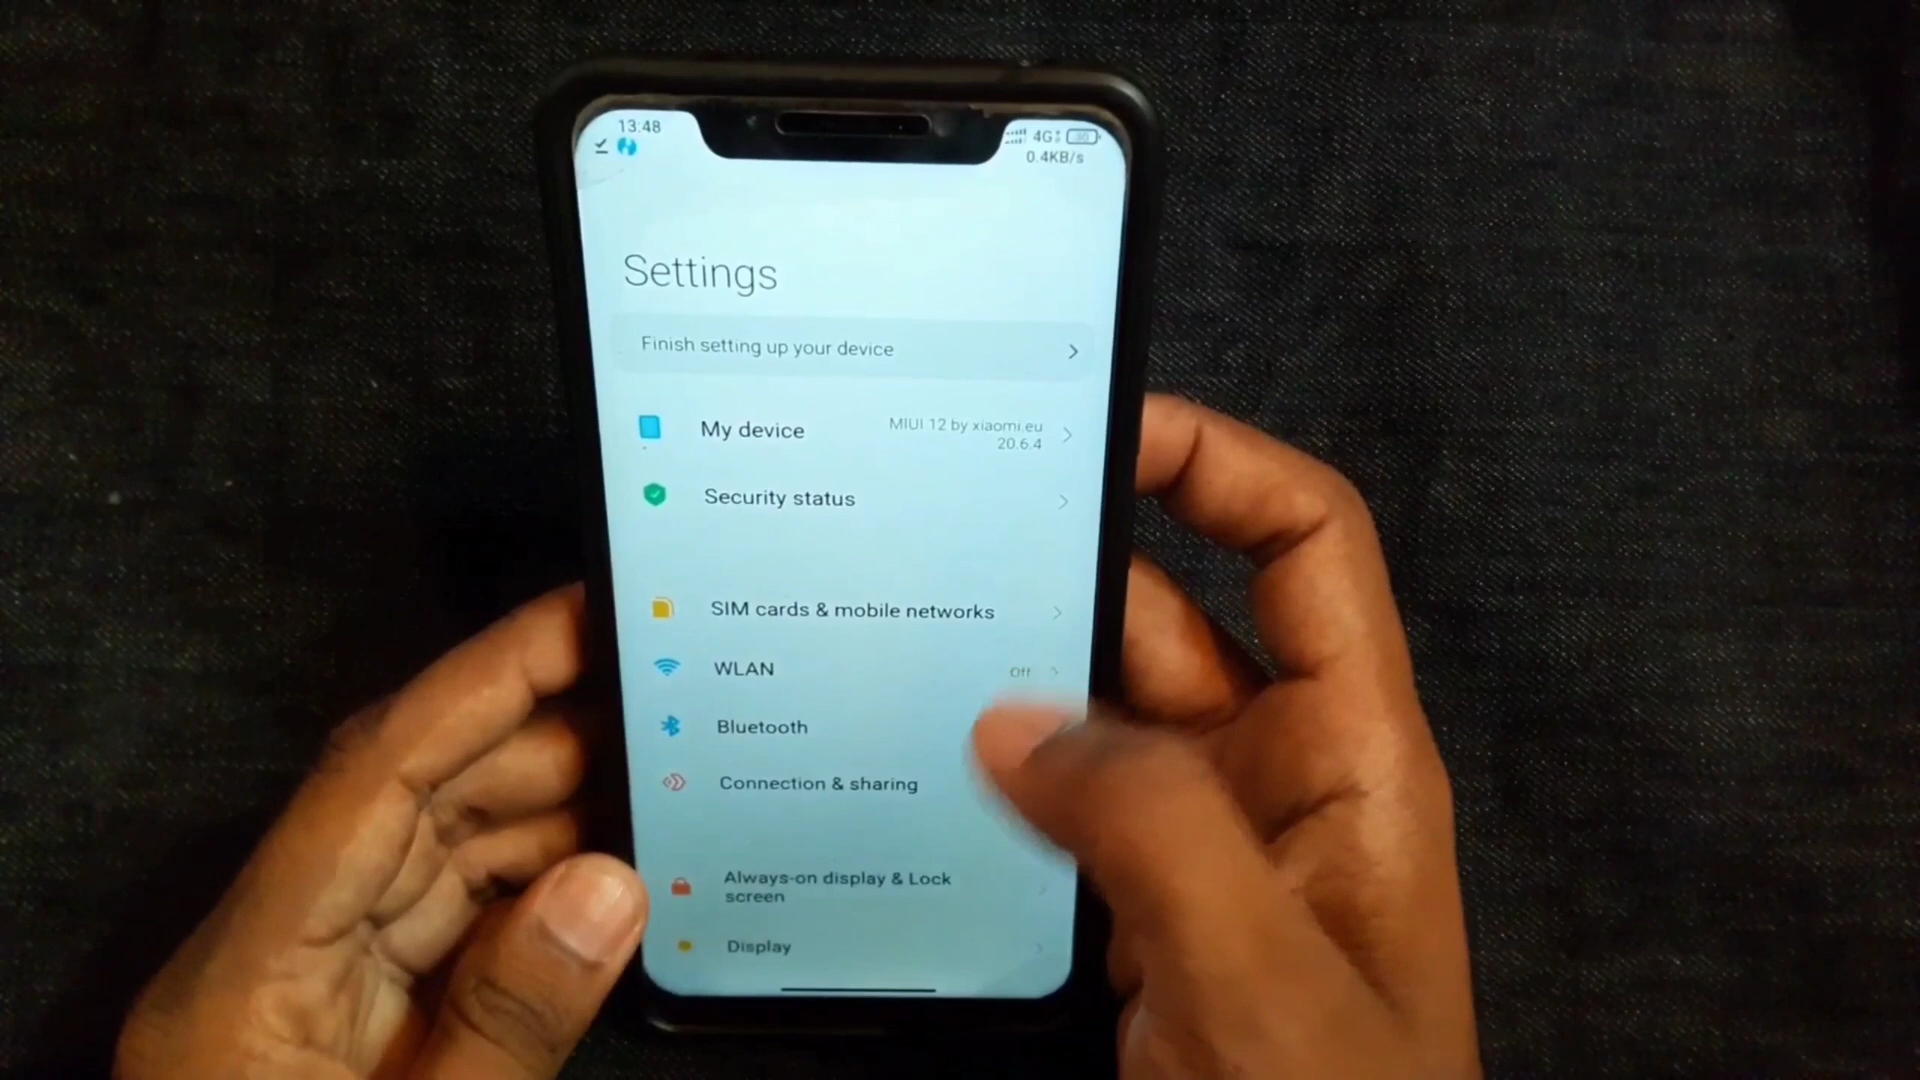 13:48
4G
0.4KB/s
Settings
Finish setting up your device
My device
MIUI 12 by xiaomi.eu
20.6.4
Security status
SIM cards & mobile networks
WLAN
Off
Bluetooth
Connection & sharing
Always-on display & Lock
screen
Display